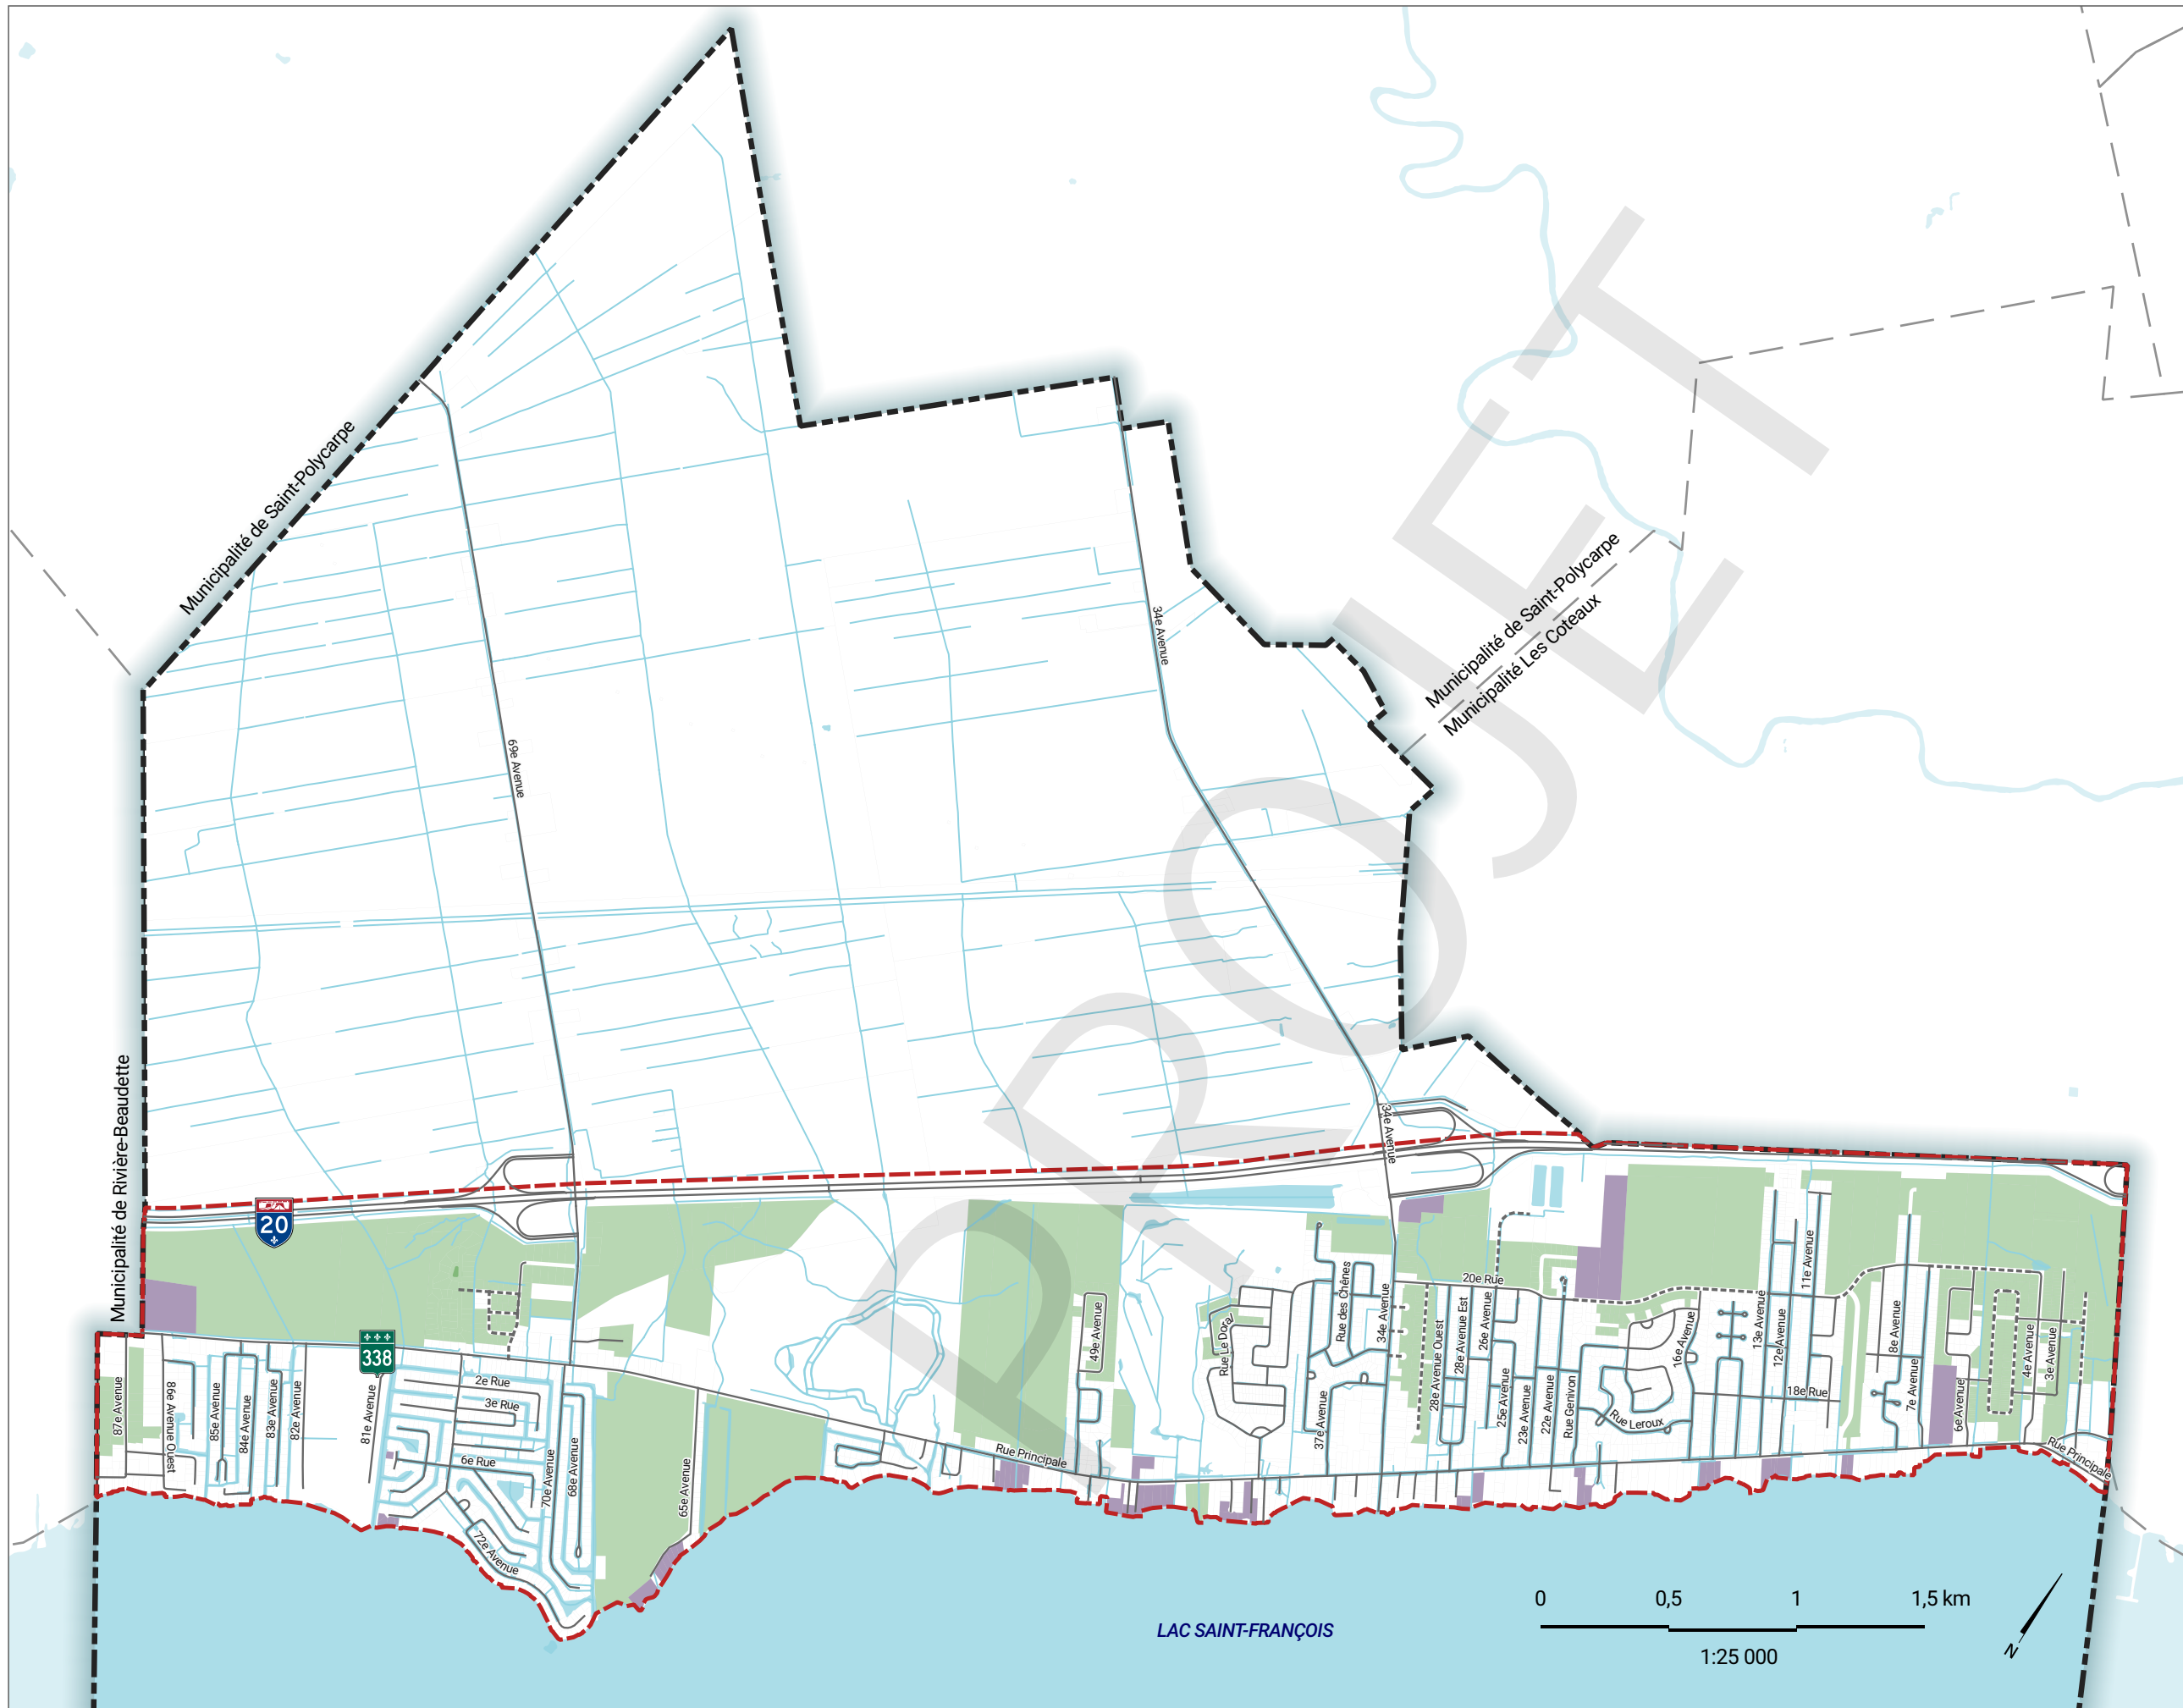 Municipalité de Saint-Polycarpe
Municipalité de Saint-Polycarpe
Municipalité Les Coteaux
34e Avenue
69e Avenue
PROJET
Municipalité de Rivière-Beaudette
34e Avenue
20
338
87e Avenue
86e Avenue Ouest
85e Avenue
84e Avenue
83e Avenue
82e Avenue
81e Avenue
2e Rue
3e Rue
6e Rue
72e Avenue
70e Avenue
68e Avenue
65e Avenue
Rue Principale
49e Avenue
Rue Le Doral
37e Avenue
Rue des Chênes
34e Avenue
20e Rue
28e Avenue Ouest
28e Avenue Est
26e Avenue
25e Avenue
23e Avenue
22e Avenue
Rue Genivon
Rue Leroux
16e Avenue
13e Avenue
12e Avenue
11e Avenue
18e Rue
8e Avenue
7e Avenue
6e Avenue
4e Avenue
3e Avenue
Rue Principale
LAC SAINT-FRANÇOIS
0 0,5 1 1,5 km
1:25 000
N